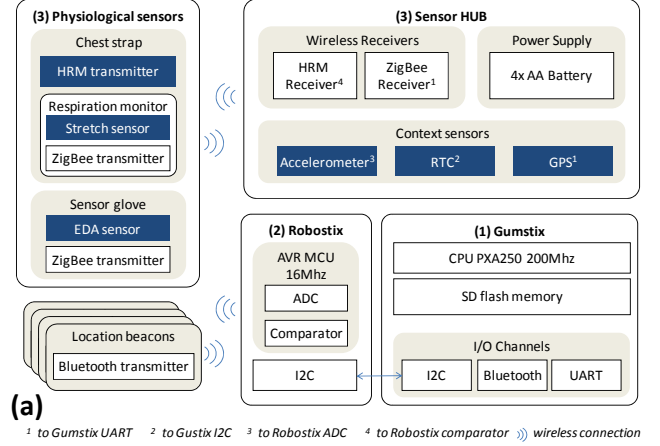 (3) Physiological sensors
Chest strap
HRM transmitter
Respiration monitor
Stretch sensor
ZigBee transmitter
Sensor glove
EDA sensor
ZigBee transmitter
Location beacons
Bluetooth transmitter
(3) Sensor HUB
Wireless Receivers
HRM
Receiver⁴
ZigBee
Receiver¹
Power Supply
4x AA Battery
Context sensors
Accelerometer³
RTC²
GPS¹
(2) Robostix
AVR MCU
16Mhz
ADC
Comparator
I2C
(1) Gumstix
CPU PXA250 200Mhz
SD flash memory
I/O Channels
I2C
Bluetooth
UART
(a)
¹ to Gumstix UART ² to Gustix I2C ³ to Robostix ADC ⁴ to Robostix comparator wireless connection